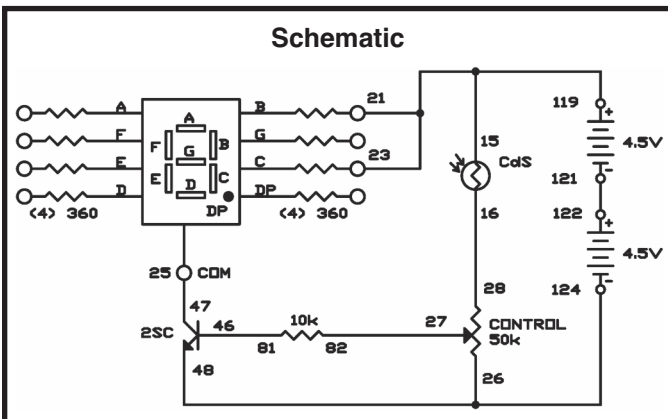 Schematic
A
B
21
119
+
4.5V
F
G
15
CdS
E
C
23
121
-
D
DP
(4) 360
(4) 360
A
F
B
G
E
C
D
DP
16
122
+
4.5V
25
COM
28
124
-
47
2SC
46
10k
27
CONTROL
50k
81
82
48
26